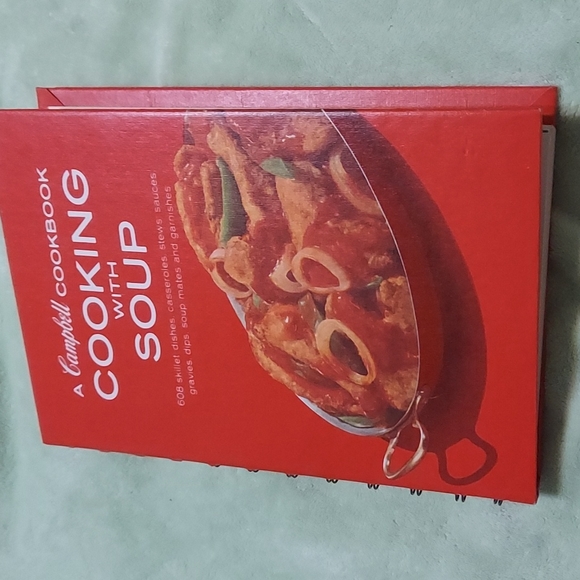 A Campbell COOKBOOK
COOKING
WITH
SOUP
608 skillet dishes casseroles stews sauces
gravies dips soup mates and garnishes